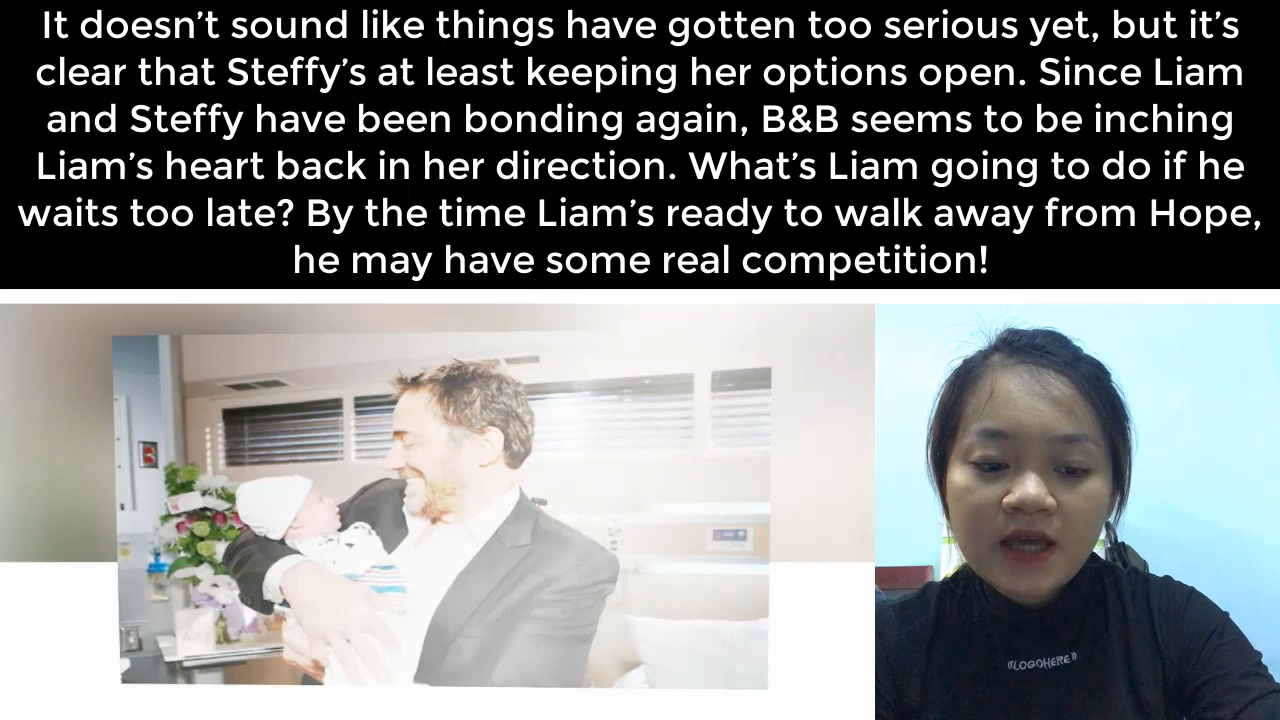 It doesn’t sound like things have gotten too serious yet, but it’s
clear that Steffy’s at least keeping her options open. Since Liam
and Steffy have been bonding again, B&B seems to be inching
Liam’s heart back in her direction. What’s Liam going to do if he
waits too late? By the time Liam’s ready to walk away from Hope,
he may have some real competition!
"LOGOHERE"